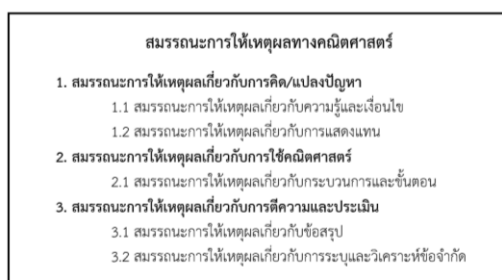 สมรรถนะการให้เหตุผลทางคณิตศาสตร์
1. สมรรถนะการให้เหตุผลเกี่ยวกับการคิด/แปลงปัญหา
1.1 สมรรถนะการให้เหตุผลเกี่ยวกับความรู้และเงื่อนไข
1.2 สมรรถนะการให้เหตุผลเกี่ยวกับการแสดงแทน
2. สมรรถนะการให้เหตุผลเกี่ยวกับการใช้คณิตศาสตร์
2.1 สมรรถนะการให้เหตุผลเกี่ยวกับกระบวนการและขั้นตอน
3. สมรรถนะการให้เหตุผลเกี่ยวกับการตีความและประเมิน
3.1 สมรรถนะการให้เหตุผลเกี่ยวกับข้อสรุป
3.2 สมรรถนะการให้เหตุผลเกี่ยวกับการระบุและวิเคราะห์ข้อจำกัด